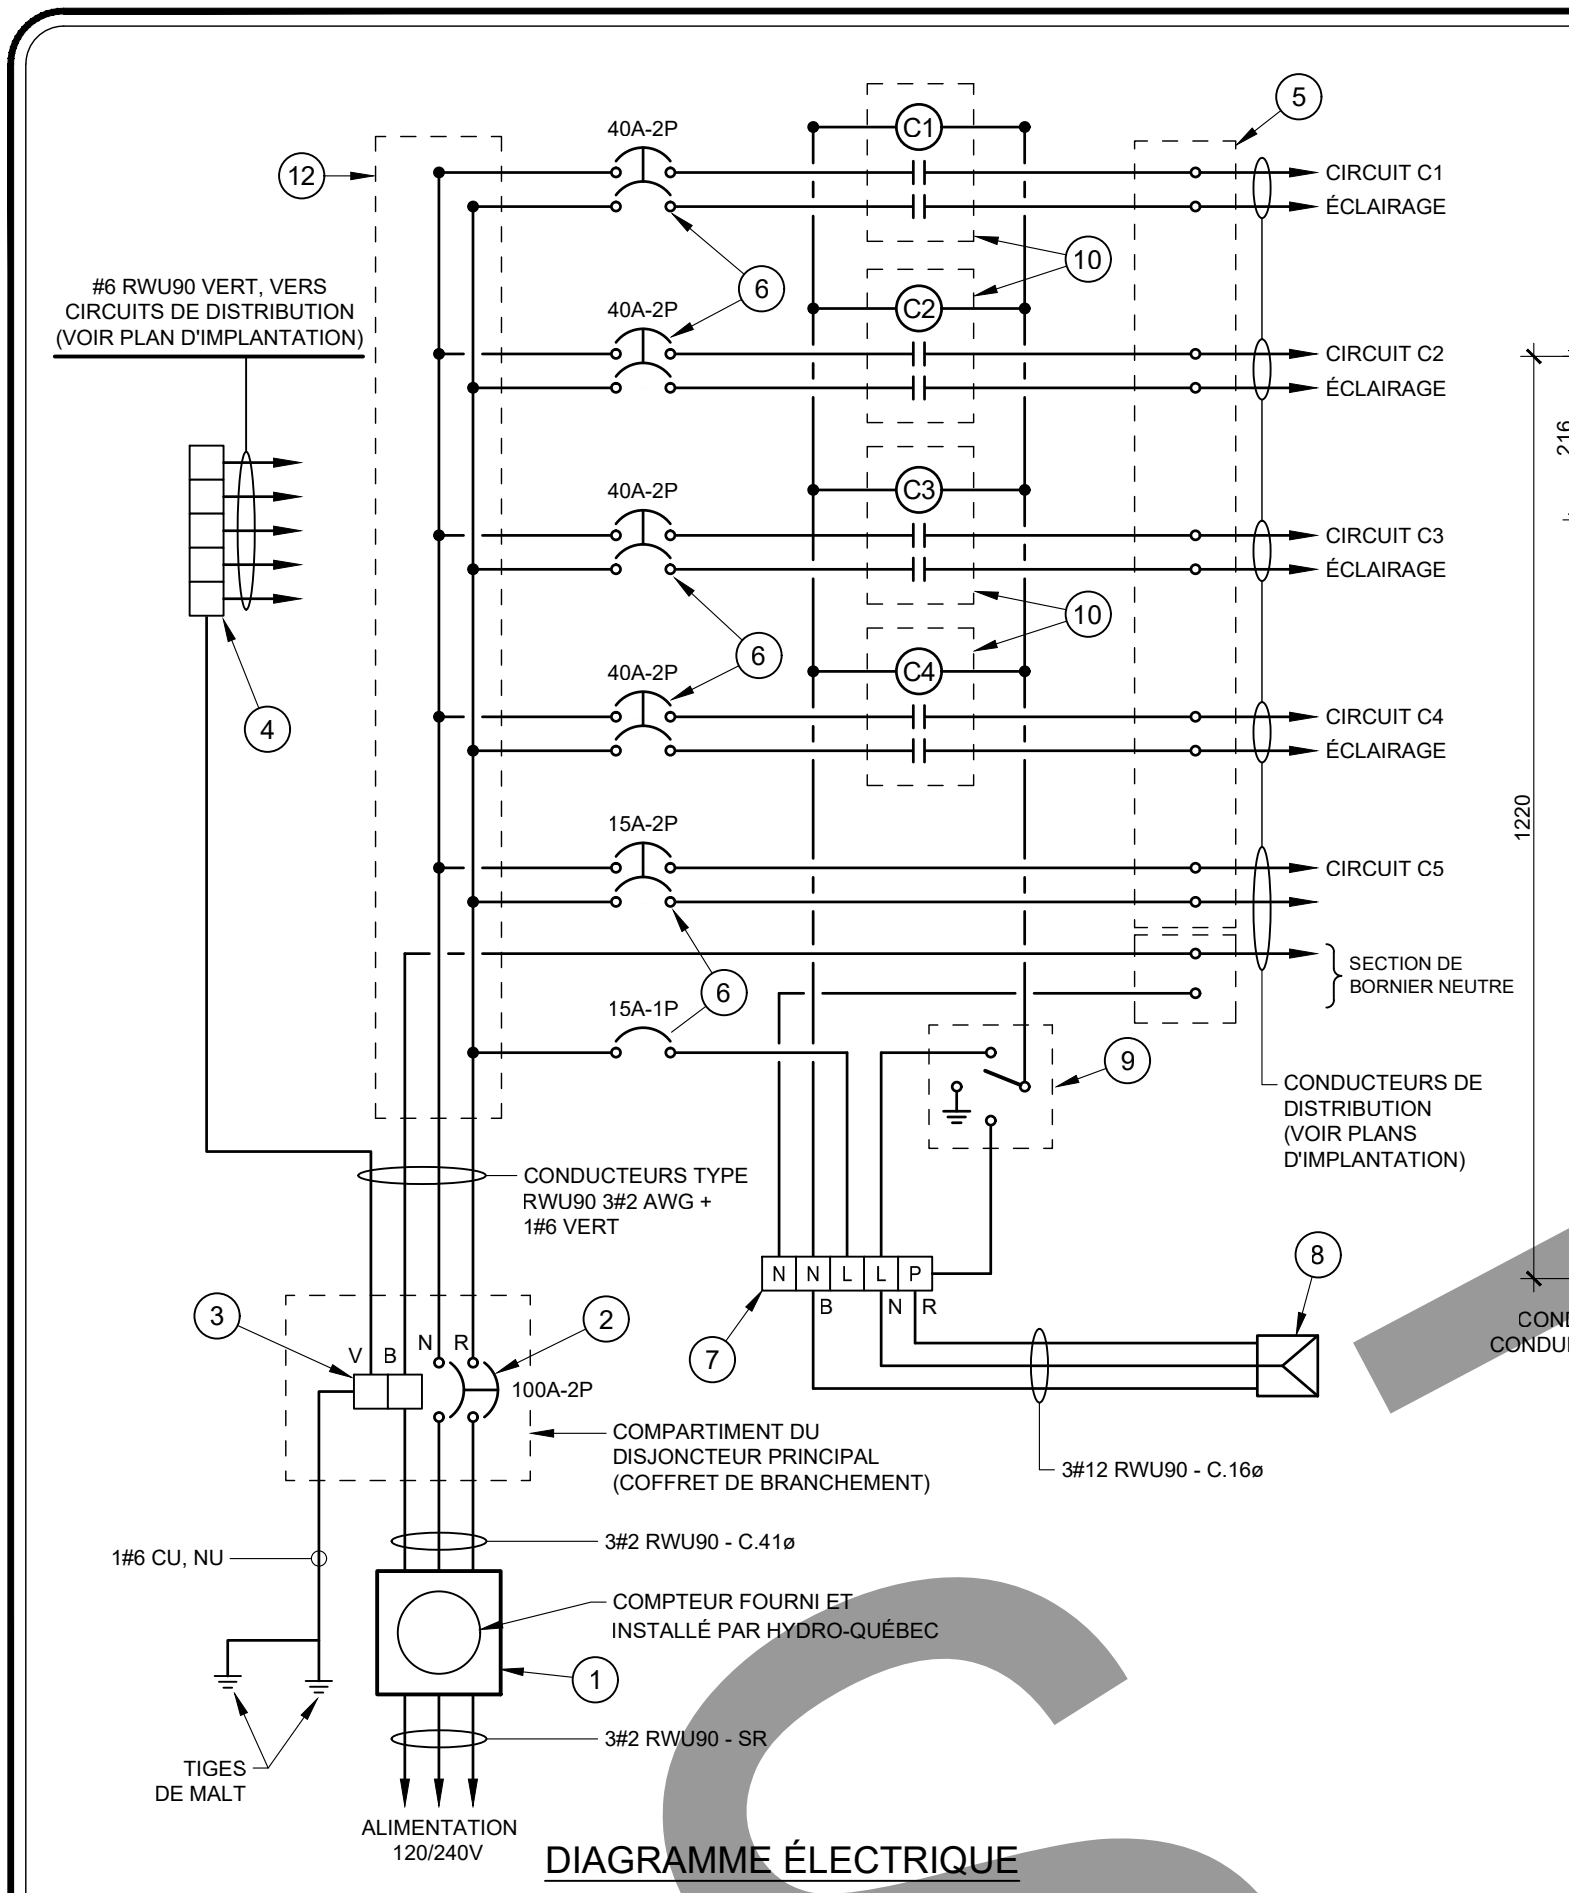 5
40A-2P
C1
12
CIRCUIT C1
ÉCLAIRAGE
10
6
#6 RWU90 VERT, VERS
CIRCUITS DE DISTRIBUTION
(VOIR PLAN D'IMPLANTATION)
40A-2P
C2
CIRCUIT C2
ÉCLAIRAGE
216
40A-2P
C3
CIRCUIT C3
ÉCLAIRAGE
10
6
40A-2P
C4
4
CIRCUIT C4
ÉCLAIRAGE
1220
15A-2P
CIRCUIT C5
SECTION DE
BORNIER NEUTRE
6
15A-1P
9
CONDUCTEURS DE
DISTRIBUTION
(VOIR PLANS
D'IMPLANTATION)
CONDUCTEURS TYPE
RWU90 3#2 AWG +
1#6 VERT
8
N N L L P
B N R
3
2
7
V B N R
100A-2P
COMPARTIMENT DU
DISJONCTEUR PRINCIPAL
(COFFRET DE BRANCHEMENT)
3#12 RWU90 - C.16ø
3#2 RWU90 - C.41ø
1#6 CU, NU
COMPTEUR FOURNI ET
INSTALLÉ PAR HYDRO-QUÉBEC
1
3#2 RWU90 - SR
TIGES
DE MALT
ALIMENTATION
120/240V
DIAGRAMME ÉLECTRIQUE